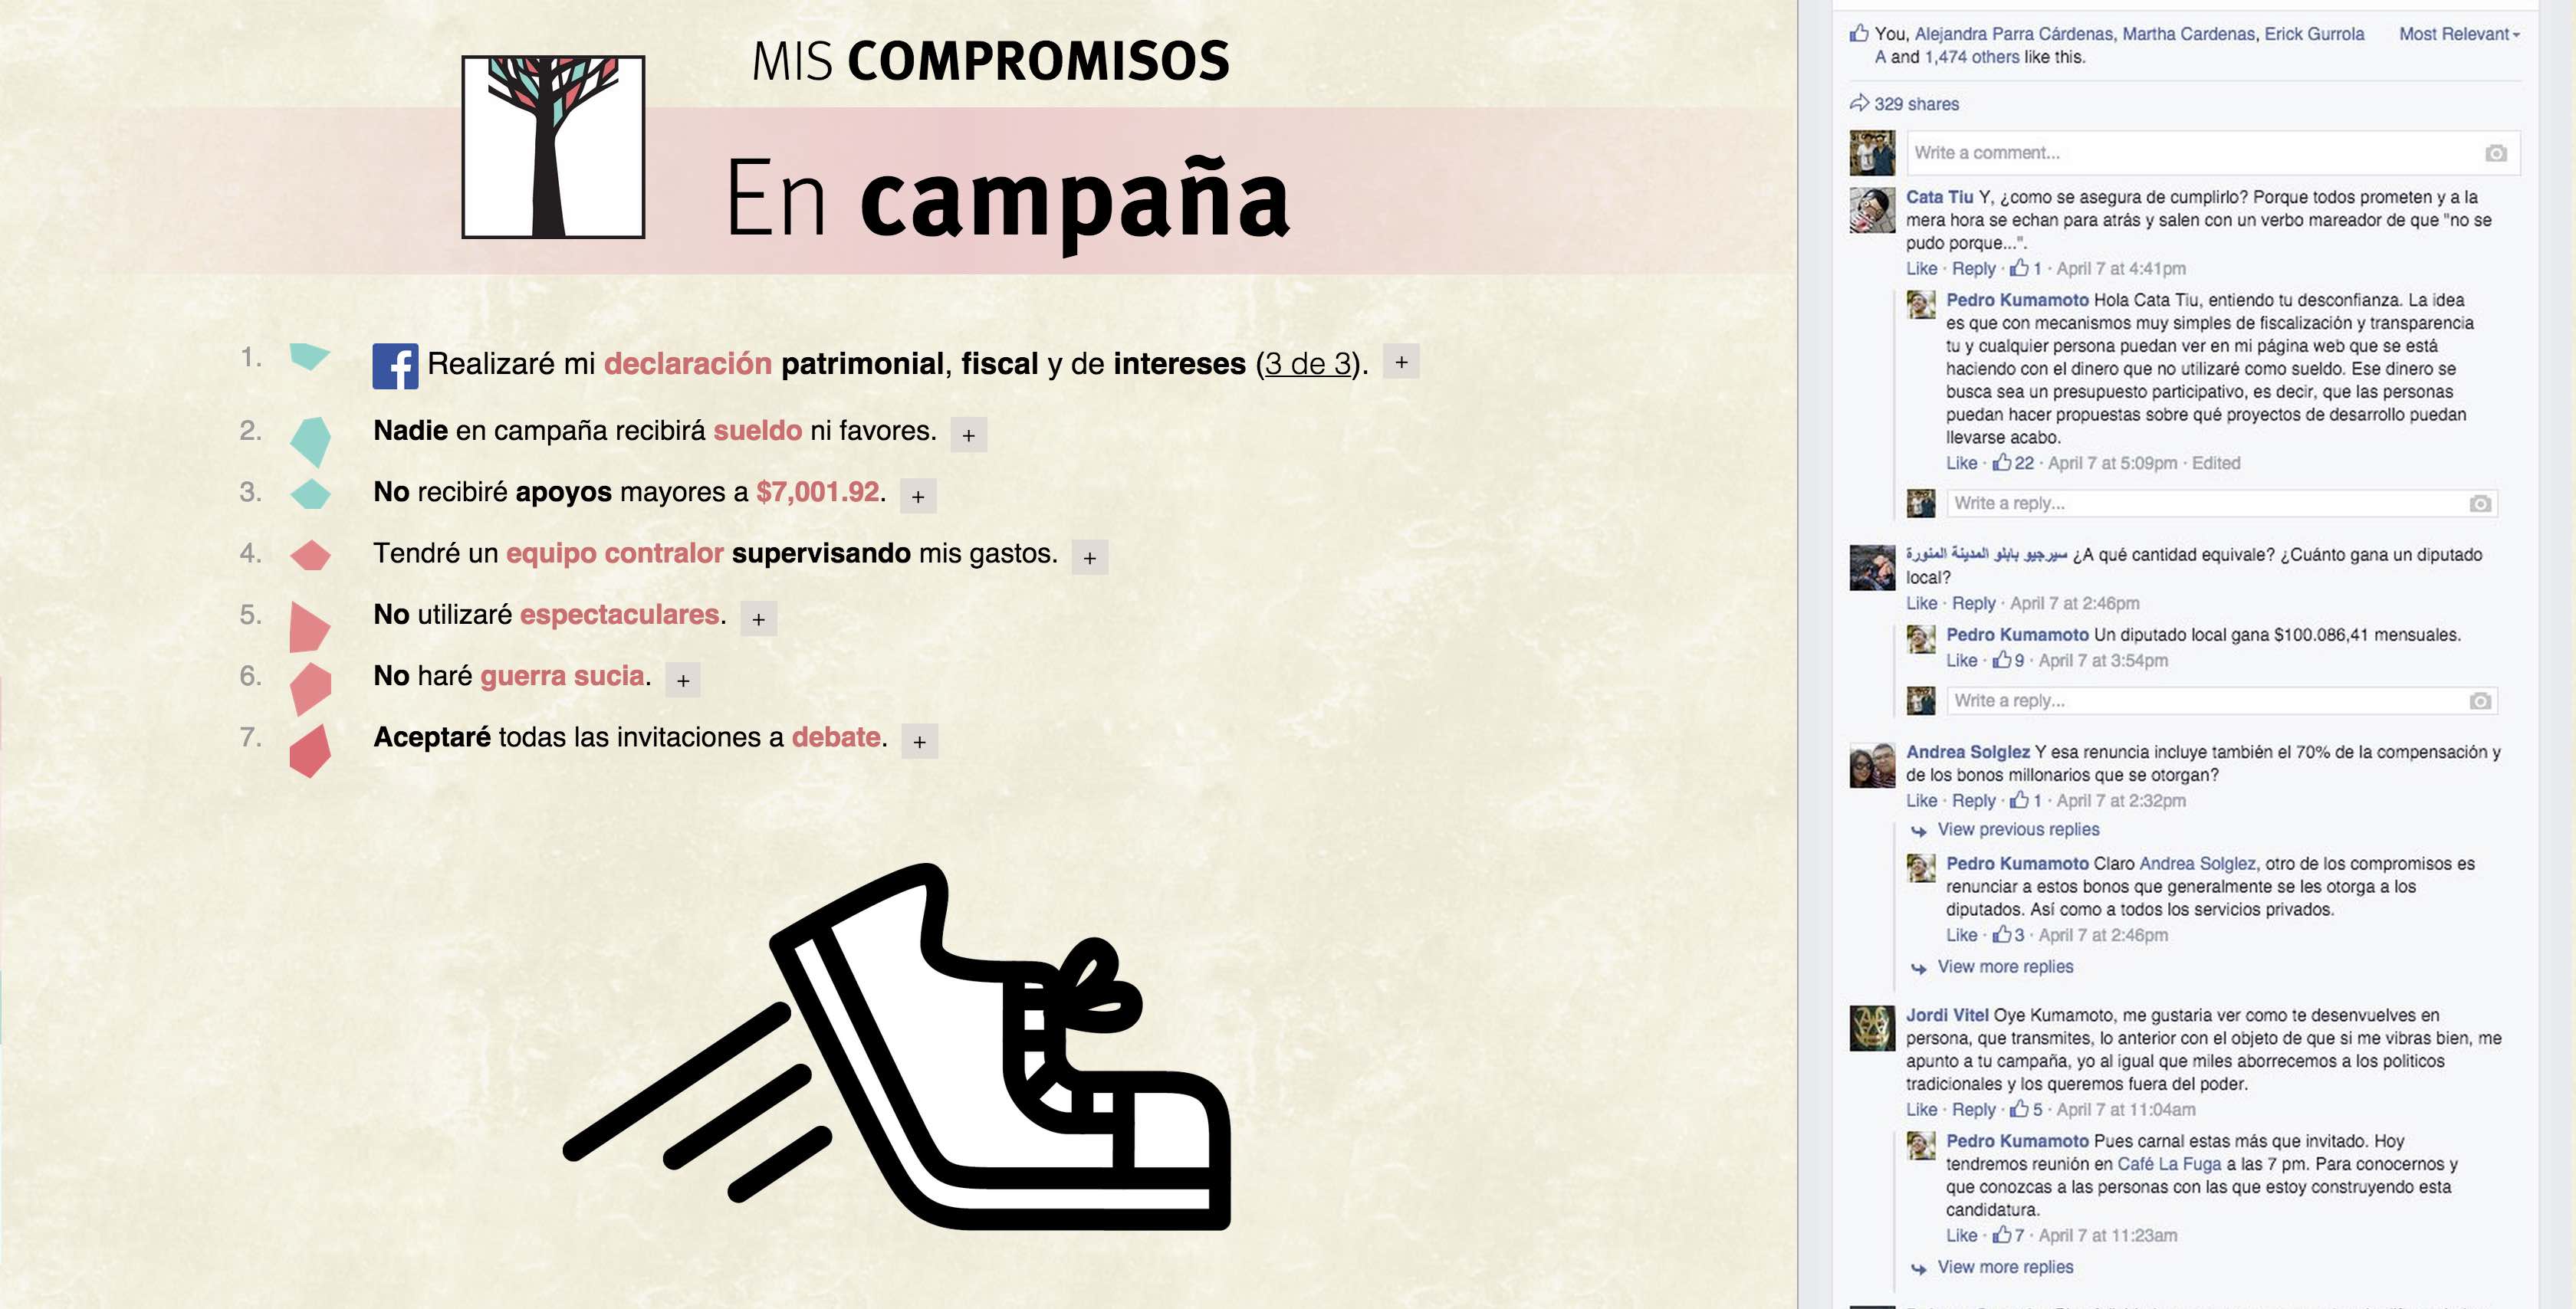 MIS COMPROMISOS
En campaña
1. Realizaré mi declaración patrimonial, fiscal y de intereses (3 de 3). +
2. Nadie en campaña recibirá sueldo ni favores. +
3. No recibiré apoyos mayores a $7,001.92. +
4. Tendré un equipo contralor supervisando mis gastos. +
5. No utilizaré espectaculares. +
6. No haré guerra sucia. +
7. Aceptaré todas las invitaciones a debate. +
You, Alejandra Parra Cárdenas, Martha Cardenas, Erick Gurrola Most Relevant
A and 1,474 others like this.
329 shares
Write a comment...
Cata Tiu Y, ¿como se asegura de cumplirlo? Porque todos prometen y a la
mera hora se echan para atrás y salen con un verbo mareador de que "no se
pudo porque...".
Like · Reply · 1 · April 7 at 4:41pm
Pedro Kumamoto Hola Cata Tiu, entiendo tu desconfianza. La idea
es que con mecanismos muy simples de fiscalización y transparencia
tu y cualquier persona puedan ver en mi página web que se está
haciendo con el dinero que no utilizaré como sueldo. Ese dinero se
busca sea un presupuesto participativo, es decir, que las personas
puedan hacer propuestas sobre qué proyectos de desarrollo puedan
llevarse acabo.
Like · 22 · April 7 at 5:09pm · Edited
Write a reply...
سيرجيو بابلو المدينة المنورة ¿A qué cantidad equivale? ¿Cuánto gana un diputado
local?
Like · Reply · April 7 at 2:46pm
Pedro Kumamoto Un diputado local gana $100.086,41 mensuales.
Like · 9 · April 7 at 3:54pm
Write a reply...
Andrea Solglez Y esa renuncia incluye también el 70% de la compensación y
de los bonos millonarios que se otorgan?
Like · Reply · 1 · April 7 at 2:32pm
View previous replies
Pedro Kumamoto Claro Andrea Solglez, otro de los compromisos es
renunciar a estos bonos que generalmente se les otorga a los
diputados. Así como a todos los servicios privados.
Like · 3 · April 7 at 2:46pm
View more replies
Jordi Vitel Oye Kumamoto, me gustaria ver como te desenvuelves en
persona, que transmites, lo anterior con el objeto de que si me vibras bien, me
apunto a tu campaña, yo al igual que miles aborrecemos a los politicos
tradicionales y los queremos fuera del poder.
Like · Reply · 5 · April 7 at 11:04am
Pedro Kumamoto Pues carnal estas más que invitado. Hoy
tendremos reunión en Café La Fuga a las 7 pm. Para conocernos y
que conozcas a las personas con las que estoy construyendo esta
candidatura.
Like · 7 · April 7 at 11:23am
View more replies